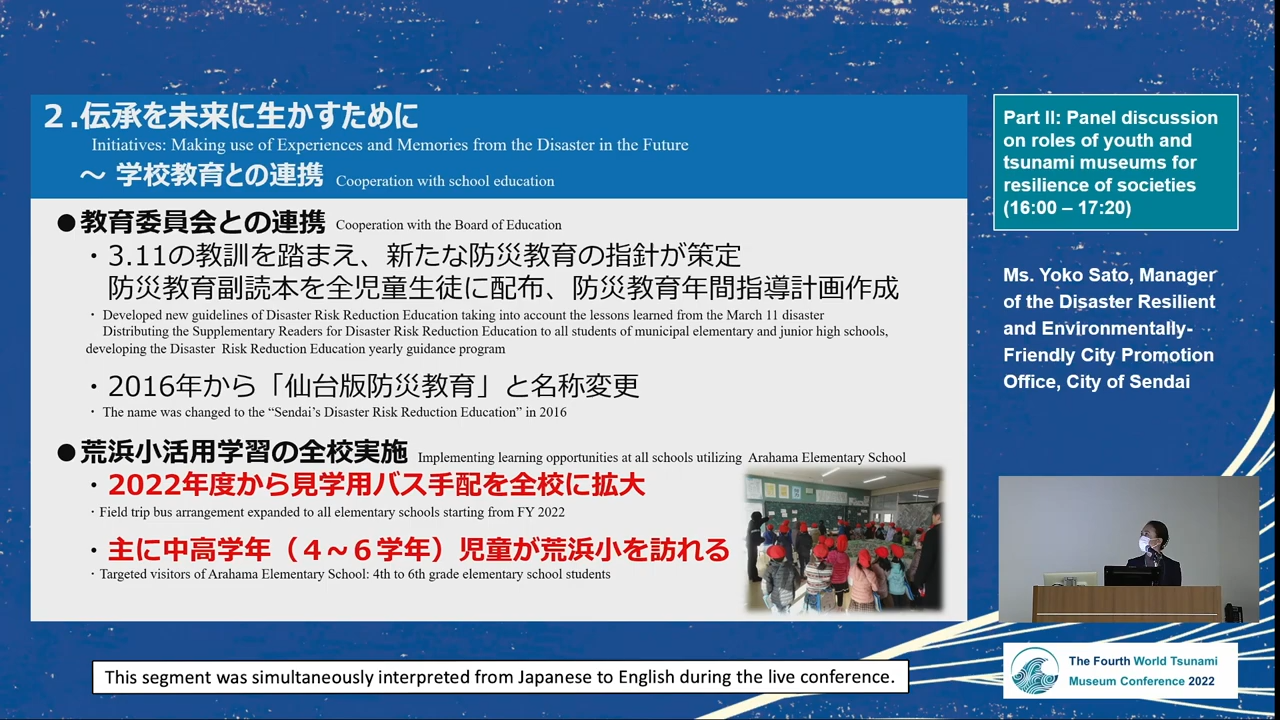 ２.伝承を未来に生かすために
Initiatives: Making use of Experiences and Memories from the Disaster in the Future
～ 学校教育との連携 Cooperation with school education
●教育委員会との連携 Cooperation with the Board of Education
・3.11の教訓を踏まえ、新たな防災教育の指針が策定
防災教育副読本を全児童生徒に配布、防災教育年間指導計画作成
・ Developed new guidelines of Disaster Risk Reduction Education taking into account the lessons learned from the March 11 disaster
Distributing the Supplementary Readers for Disaster Risk Reduction Education to all students of municipal elementary and junior high schools,
developing the Disaster Risk Reduction Education yearly guidance program
・2016年から「仙台版防災教育」と名称変更
・ The name was changed to the “Sendai’s Disaster Risk Reduction Education” in 2016
●荒浜小活用学習の全校実施 Implementing learning opportunities at all schools utilizing Arahama Elementary School
・2022年度から見学用バス手配を全校に拡大
・Field trip bus arrangement expanded to all elementary schools starting from FY 2022
・主に中高学年（４～６学年）児童が荒浜小を訪れる
・Targeted visitors of Arahama Elementary School: 4th to 6th grade elementary school students
Part II: Panel discussion
on roles of youth and
tsunami museums for
resilience of societies
(16:00 – 17:20)
Ms. Yoko Sato, Manager
of the Disaster Resilient
and Environmentally-
Friendly City Promotion
Office, City of Sendai
This segment was simultaneously interpreted from Japanese to English during the live conference.
The Fourth World Tsunami
Museum Conference 2022